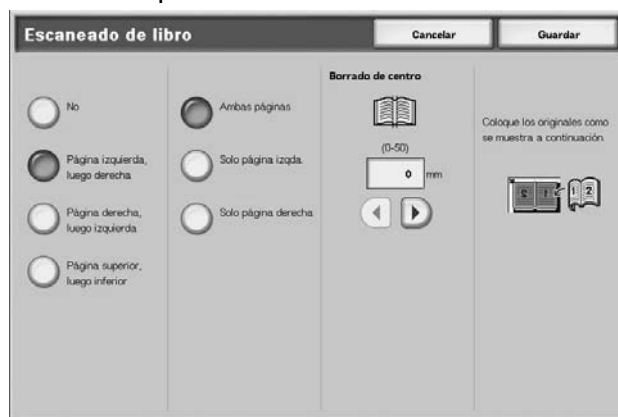 Escaneado de libro
Cancelar
Guardar
No
Página izquierda,
luego derecha
Página derecha,
luego izquierda
Página superior,
luego inferior
Ambas páginas
Solo página izqda.
Solo página derecha
Borrado de centro
(0-50)
0 mm
Coloque los originales como
se muestra a continuación.
1 2